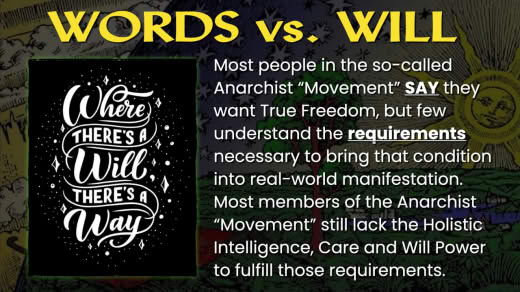 WORDS vs. WILL
Where
THERE'S A
Will,
THERE'S A
Way
Most people in the so-called
Anarchist “Movement” SAY they
want True Freedom, but few
understand the requirements
necessary to bring that condition
into real-world manifestation.
Most members of the Anarchist
“Movement” still lack the Holistic
Intelligence, Care and Will Power
to fulfill those requirements.